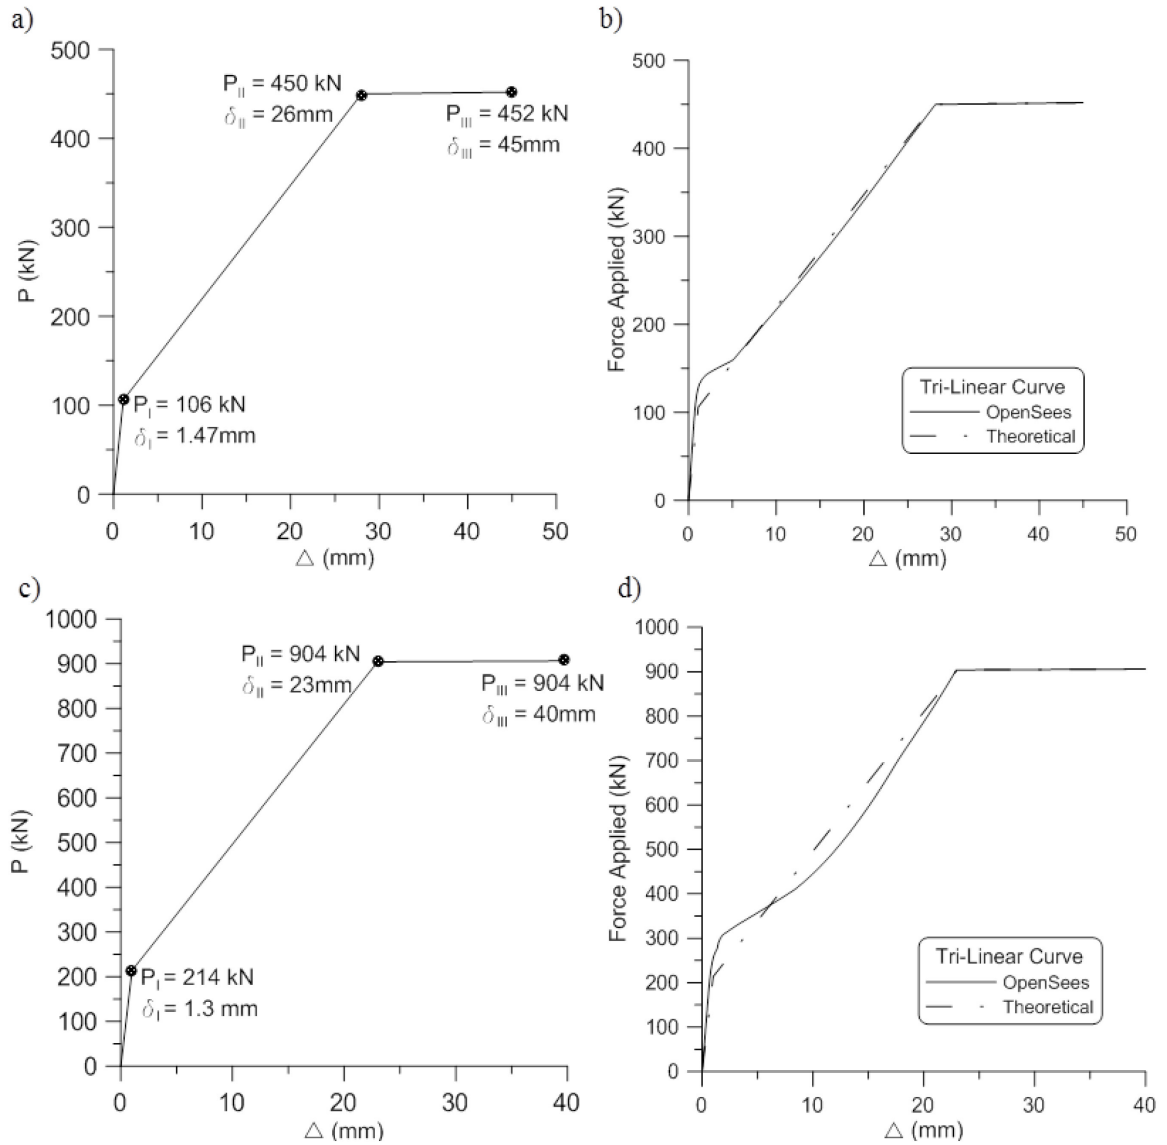 a)
500
400
300
200
100
0
P (kN)
P_II = 450 kN
δ_II = 26mm
P_III = 452 kN
δ_III = 45mm
P_I = 106 kN
δ_I = 1.47mm
0 10 20 30 40 50
△ (mm)
b)
500
400
300
200
100
0
Force Applied (kN)
Tri-Linear Curve
OpenSees
Theoretical
0 10 20 30 40 50
△ (mm)
c)
1000
900
800
700
600
500
400
300
200
100
0
P (kN)
P_II = 904 kN
δ_II = 23mm
P_III = 904 kN
δ_III = 40mm
P_I = 214 kN
δ_I = 1.3 mm
0 10 20 30 40
△ (mm)
d)
1000
900
800
700
600
500
400
300
200
100
0
Force Applied (kN)
Tri-Linear Curve
OpenSees
Theoretical
0 10 20 30 40
△ (mm)